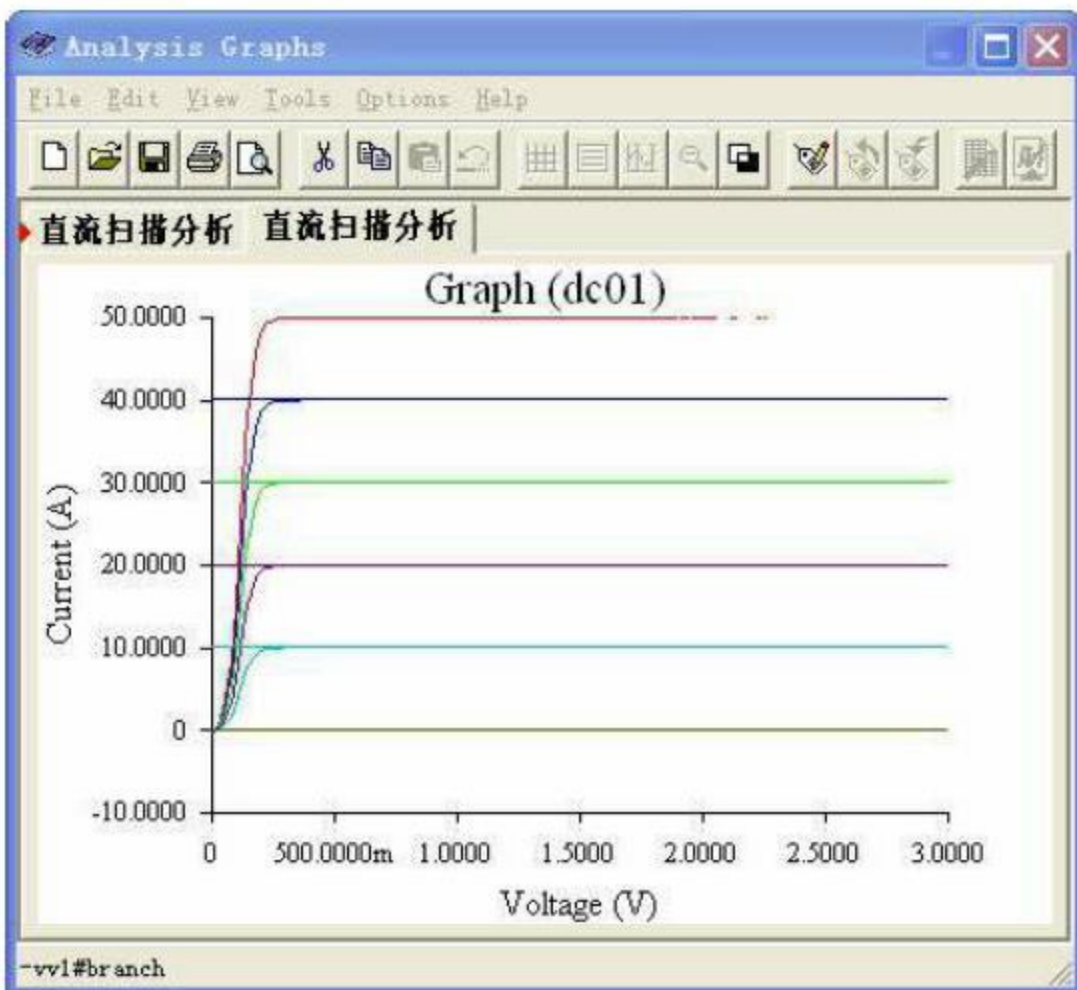 Analysis Graphs
File Edit View Tools Options Help
直流扫描分析 直流扫描分析
Graph (dc01)
50.0000
40.0000
30.0000
20.0000
10.0000
0
-10.0000
Current (A)
0 500.0000m 1.0000 1.5000 2.0000 2.5000 3.0000
Voltage (V)
-vv1#branch